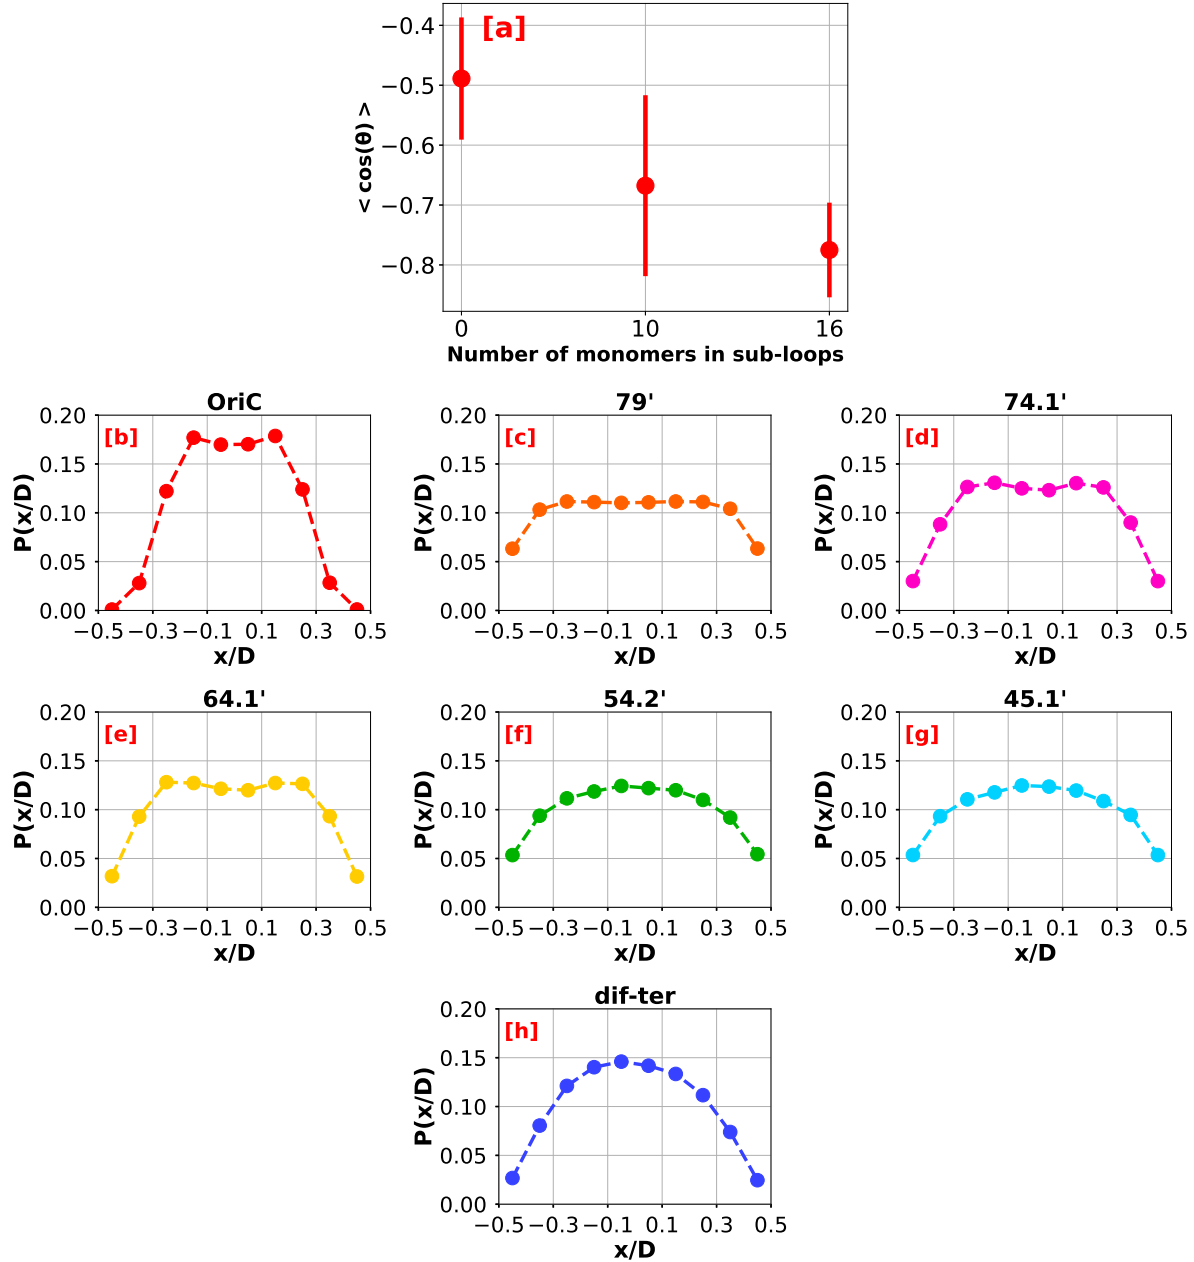 [a]
< cos(θ) >
−0.4
−0.5
−0.6
−0.7
−0.8
0 10 16
Number of monomers in sub-loops
OriC
[b]
P(x/D)
0.20
0.15
0.10
0.05
0.00
−0.5 −0.3 −0.1 0.1 0.3 0.5
x/D
79'
[c]
P(x/D)
0.20
0.15
0.10
0.05
0.00
−0.5 −0.3 −0.1 0.1 0.3 0.5
x/D
74.1'
[d]
P(x/D)
0.20
0.15
0.10
0.05
0.00
−0.5 −0.3 −0.1 0.1 0.3 0.5
x/D
64.1'
[e]
P(x/D)
0.20
0.15
0.10
0.05
0.00
−0.5 −0.3 −0.1 0.1 0.3 0.5
x/D
54.2'
[f]
P(x/D)
0.20
0.15
0.10
0.05
0.00
−0.5 −0.3 −0.1 0.1 0.3 0.5
x/D
45.1'
[g]
P(x/D)
0.20
0.15
0.10
0.05
0.00
−0.5 −0.3 −0.1 0.1 0.3 0.5
x/D
dif-ter
[h]
P(x/D)
0.20
0.15
0.10
0.05
0.00
−0.5 −0.3 −0.1 0.1 0.3 0.5
x/D